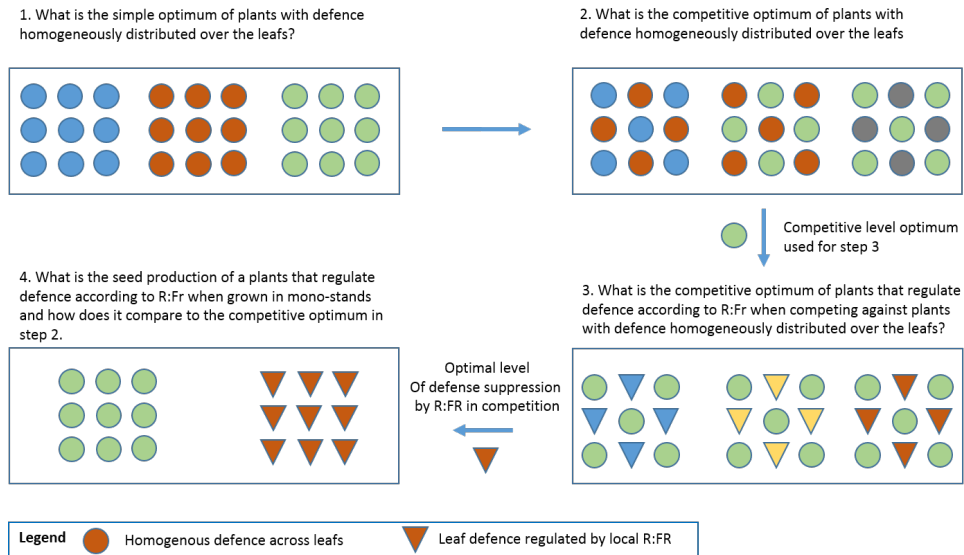 1. What is the simple optimum of plants with defence
homogeneously distributed over the leafs?
2. What is the competitive optimum of plants with
defence homogeneously distributed over the leafs
Competitive level optimum
used for step 3
3. What is the competitive optimum of plants that regulate
defence according to R:Fr when competing against plants
with defence homogeneously distributed over the leafs?
Optimal level
Of defense suppression
by R:FR in competition
4. What is the seed production of a plants that regulate
defence according to R:Fr when grown in mono-stands
and how does it compare to the competitive optimum in
step 2.
Legend
Homogenous defence across leafs
Leaf defence regulated by local R:FR